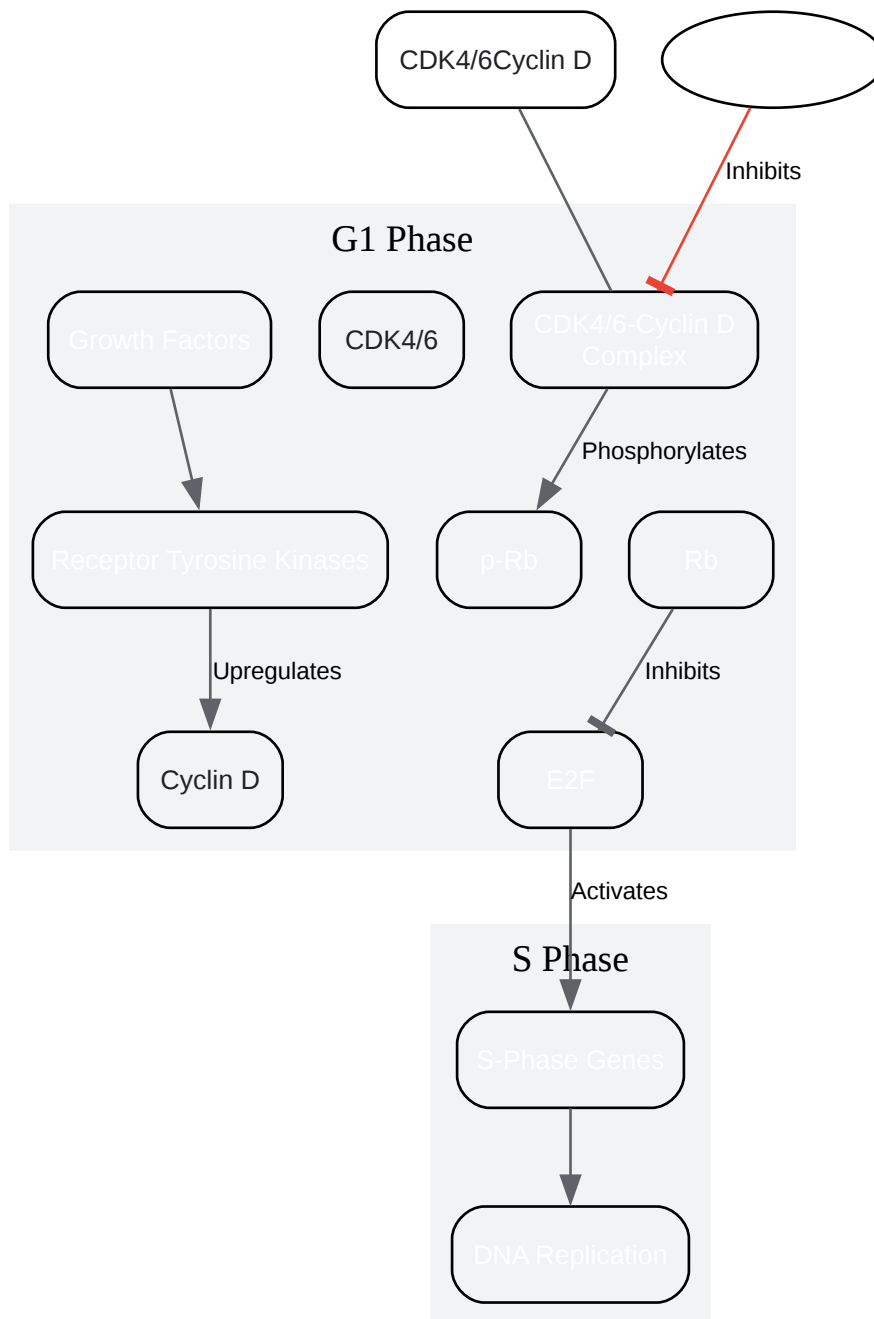 CDK4/6Cyclin D
Inhibits
G1 Phase
Growth Factors
CDK4/6
CDK4/6-Cyclin D
Complex
Phosphorylates
Receptor Tyrosine Kinases
p-Rb
Rb
Upregulates
Inhibits
Cyclin D
E2F
Activates
S Phase
S-Phase Genes
DNA Replication